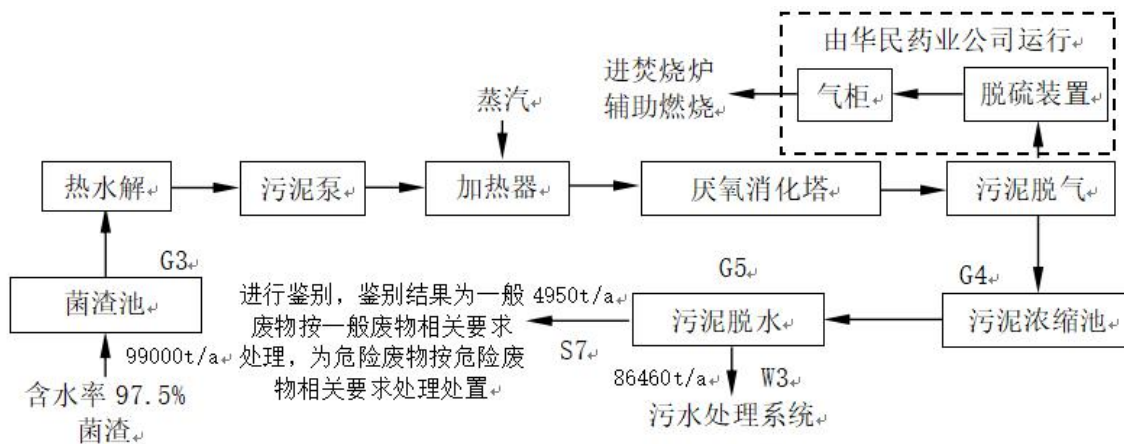 由华民药业公司运行
进焚烧炉
辅助燃烧
气柜
脱硫装置
蒸汽
热水解
污泥泵
加热器
厌氧消化塔
污泥脱气
G3
G5
G4
菌渣池
进行鉴别，鉴别结果为一般
废物按一般废物相关要求
处理，为危险废物按危险废
物相关要求处理处置
4950t/a
污泥脱水
污泥浓缩池
99000t/a
S7
86460t/a
W3
含水率 97.5%
菌渣
污水处理系统